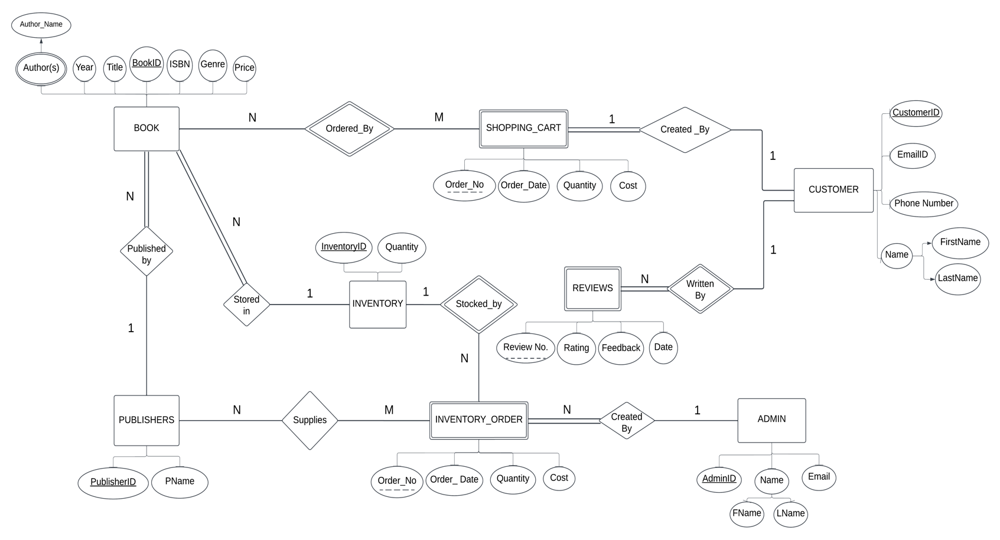 Author_Name
Author(s)
Year
Title
BookID
ISBN
Genre
Price
BOOK
N
Ordered_By
M
SHOPPING_CART
1
Created _By
1
CustomerID
EmailID
Phone Number
CUSTOMER
Name
FirstName
LastName
Order_No
Order_Date
Quantity
Cost
N
N
Published
by
1
InventoryID
Quantity
Stored
in
1
INVENTORY
1
Stocked_by
N
REVIEWS
N
Written
By
1
Review No.
Rating
Feedback
Date
PUBLISHERS
N
Supplies
M
INVENTORY_ORDER
N
Created
By
1
ADMIN
PublisherID
PName
Order_No
Order_ Date
Quantity
Cost
AdminID
Name
Email
FName
LName